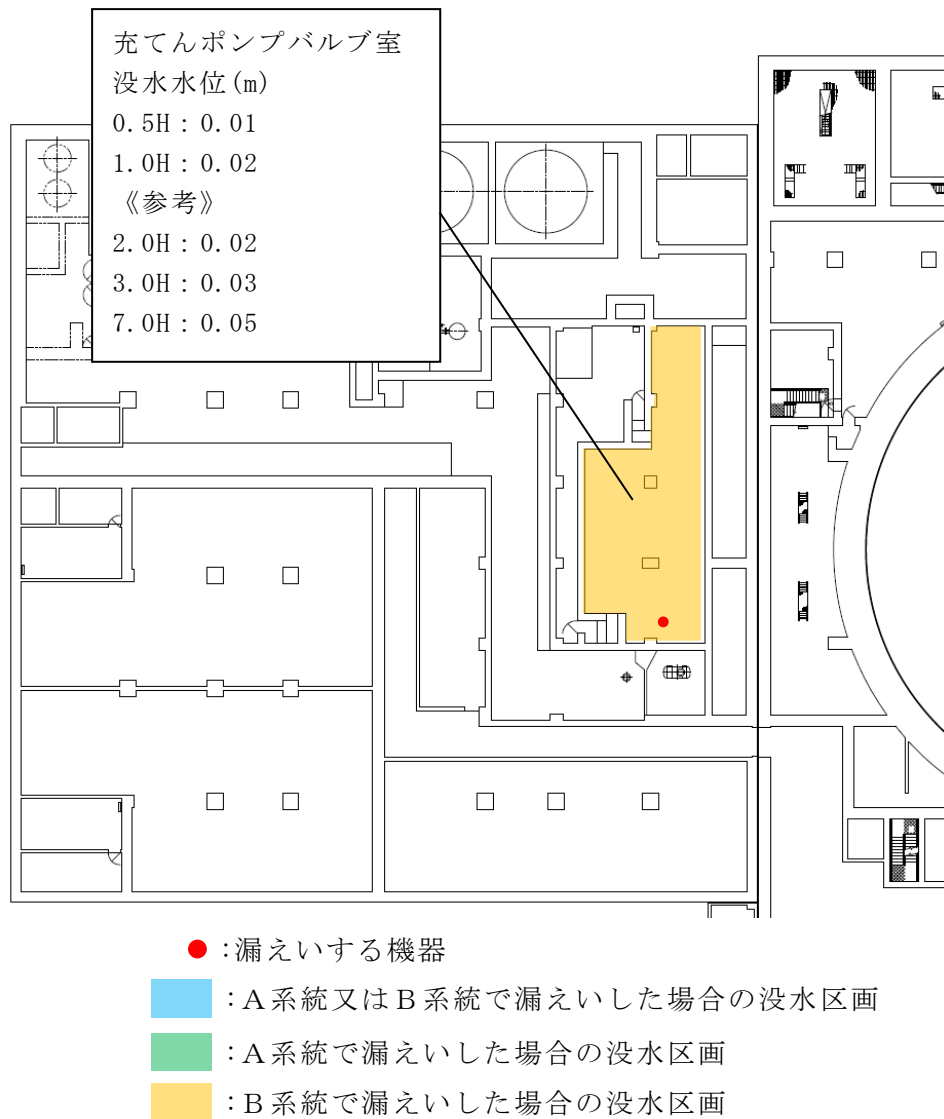 充てんポンプバルブ室
没水水位(m)
0.5H：0.01
1.0H：0.02
《参考》
2.0H：0.02
3.0H：0.03
7.0H：0.05
：漏えいする機器
：Ａ系統又はＢ系統で漏えいした場合の没水区画
：Ａ系統で漏えいした場合の没水区画
：Ｂ系統で漏えいした場合の没水区画